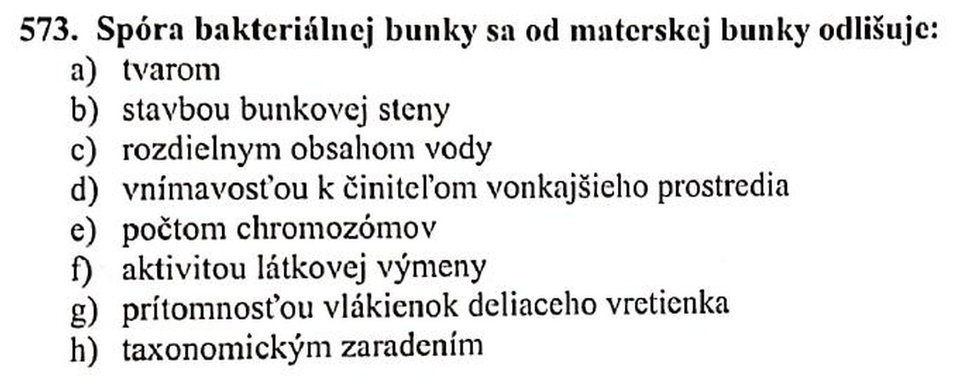 573. Spóra bakteriálnej bunky sa od materskej bunky odlišuje:
a) tvarom
b) stavbou bunkovej steny
c) rozdielnym obsahom vody
d) vnímavosťou k činiteľom vonkajšieho prostredia
e) počtom chromozómov
f) aktivitou látkovej výmeny
g) prítomnosťou vlákienok deliaceho vretienka
h) taxonomickým zaradením